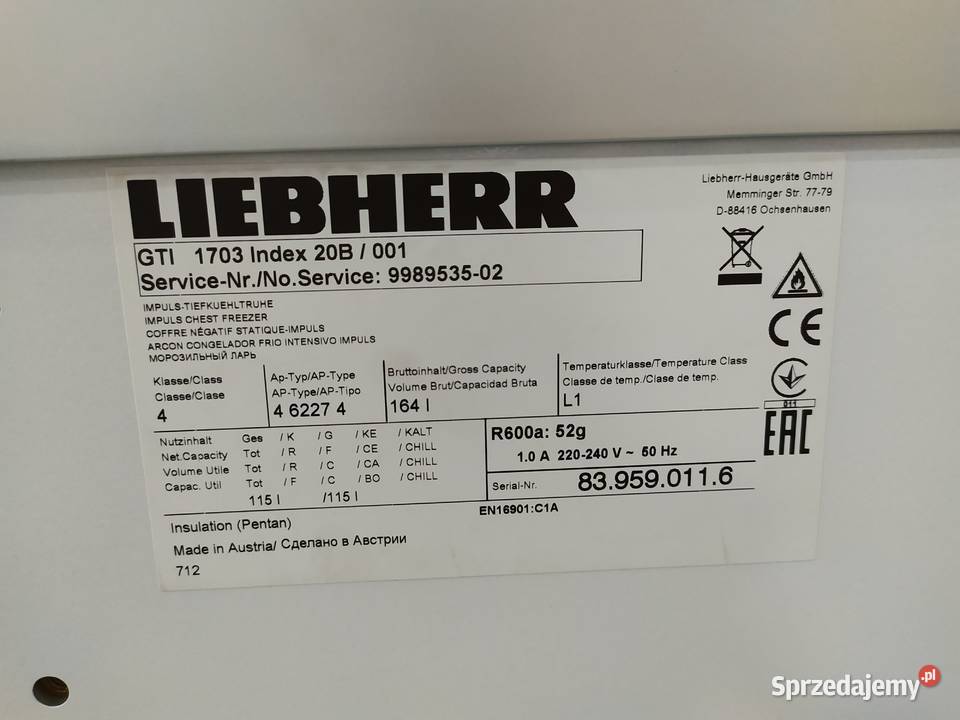 LIEBHERR
Liebherr-Hausgeräte GmbH
Memminger Str. 77-79
D-88416 Ochsenhausen
GTI 1703 Index 20B / 001
Service-Nr./No.Service: 9989535-02
IMPULS-TIEFKUEHLTRUHE
IMPULS CHEST FREEZER
COFFRE NÉGATIF STATIQUE-IMPULS
ARCON CONGELADOR FRIO INTENSIVO IMPULS
МОРОЗИЛЬНЫЙ ЛАРЬ
CE
Klasse/Class
Classe/Clase
4
Ap-Typ/AP-Type
AP-Type/AP-Tipo
4 6227 4
Bruttoinhalt/Gross Capacity
Volume Brut/Capacidad Bruta
164 l
Temperaturklasse/Temperature Class
Classe de temp./Clase de temp.
L1
011
EAC
Nutzinhalt Ges / K / G / KE / KALT
Net.Capacity Tot / R / F / CE / CHILL
Volume Utile Tot / R / C / CA / CHILL
Capac. Util Tot / F / C / BO / CHILL
115 l /115 l
R600a: 52g
1.0 A 220-240 V ~ 50 Hz
Serial-Nr. 83.959.011.6
EN16901:C1A
Insulation (Pentan)
Made in Austria/ Сделано в Австрии
712
Sprzedajemy.pl